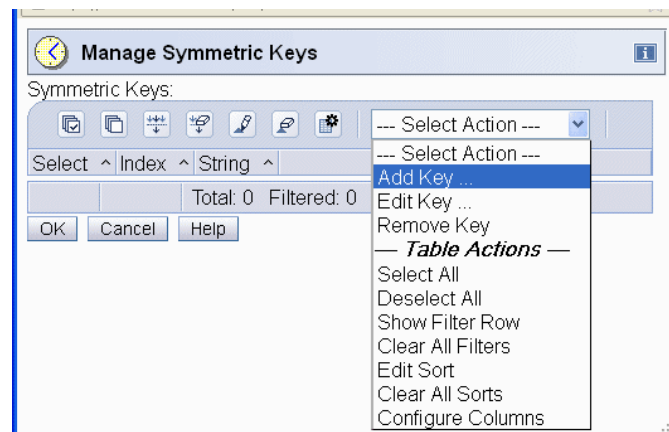 Manage Symmetric Keys
Symmetric Keys:
--- Select Action ---
Select ^ Index ^ String ^
Total: 0 Filtered: 0
OK Cancel Help
--- Select Action ---
Add Key ...
Edit Key ...
Remove Key
— Table Actions —
Select All
Deselect All
Show Filter Row
Clear All Filters
Edit Sort
Clear All Sorts
Configure Columns